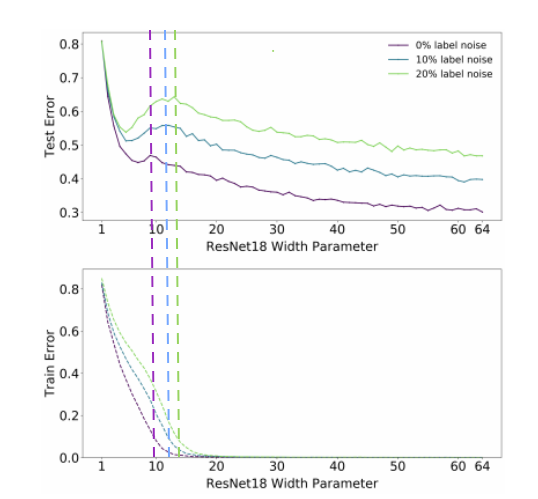 0.8
0.7
0.6
0.5
0.4
0.3
Test Error
0% label noise
10% label noise
20% label noise
1 10 20 30 40 50 60 64
ResNet18 Width Parameter
0.8
0.6
0.4
0.2
0.0
Train Error
1 10 20 30 40 50 60 64
ResNet18 Width Parameter